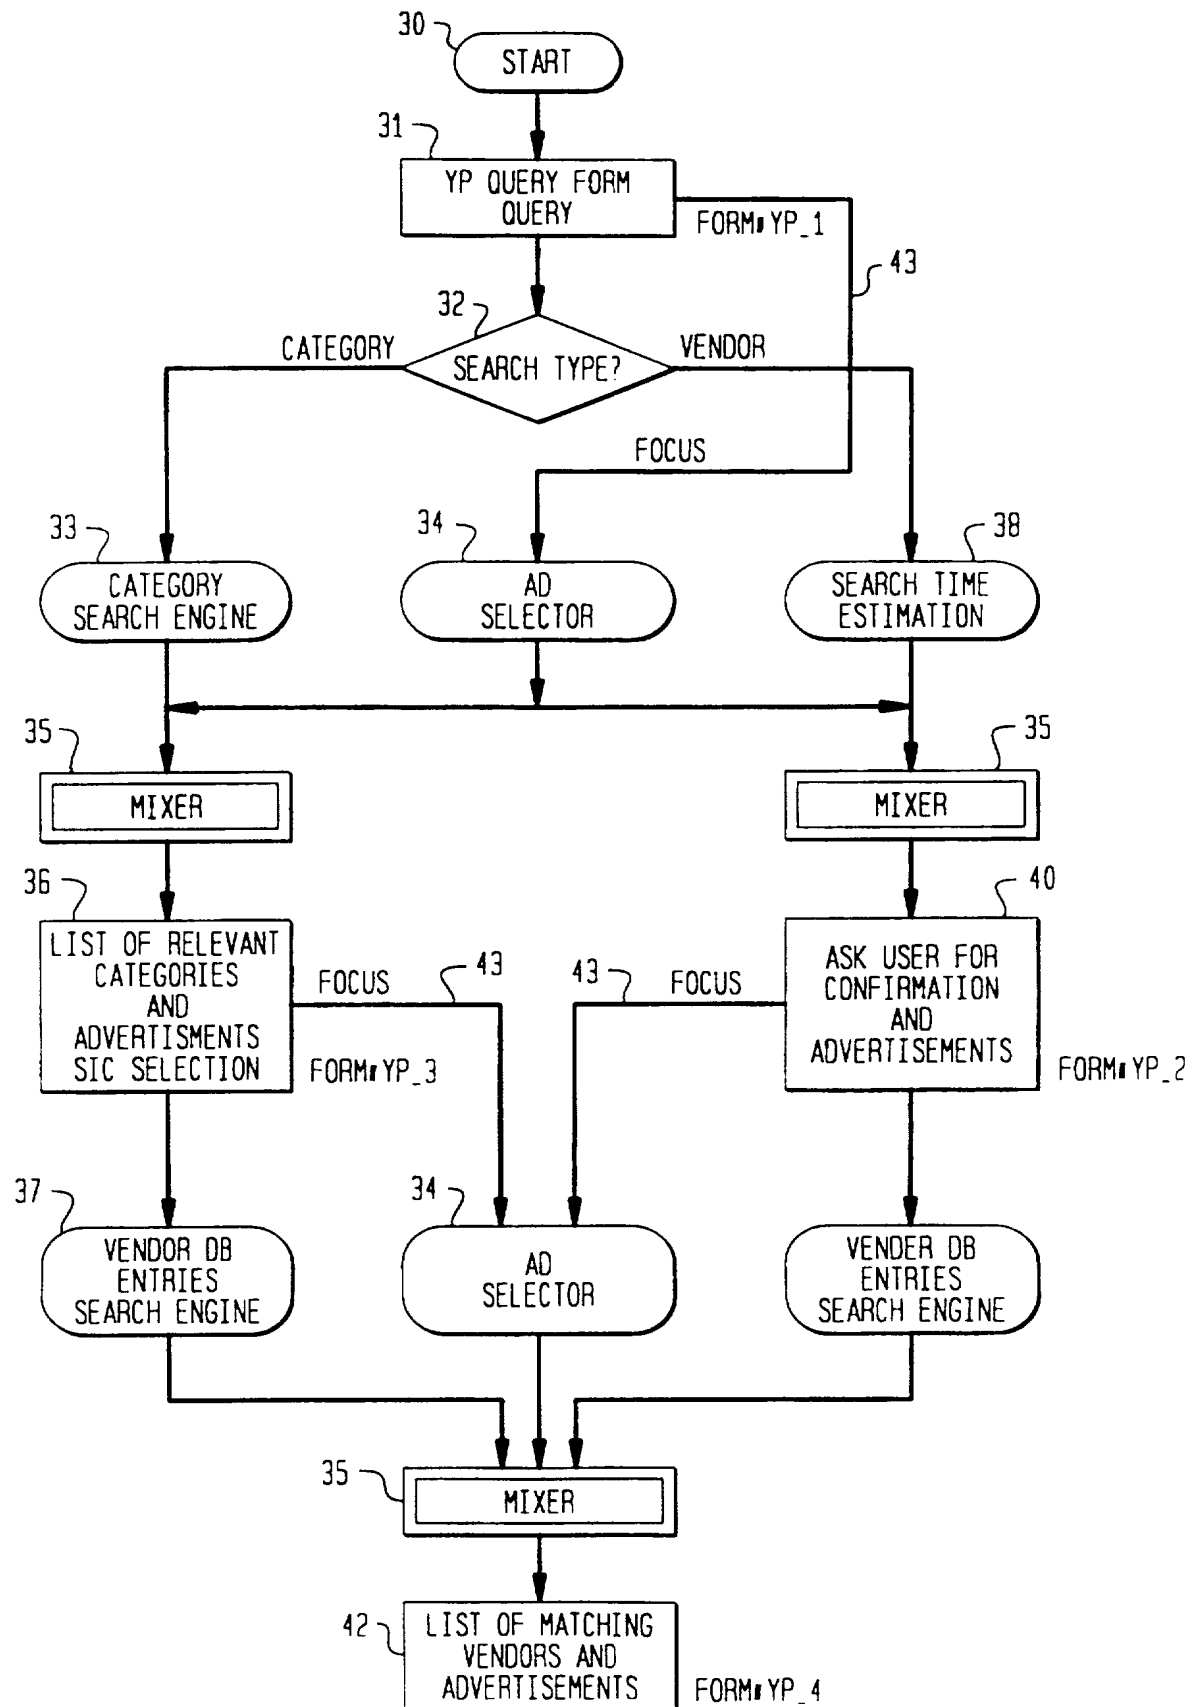 30
START
31
YP QUERY FORM
QUERY
FORM#YP_1
43
32
CATEGORY
SEARCH TYPE?
VENDOR
FOCUS
33
CATEGORY
SEARCH ENGINE
34
AD
SELECTOR
38
SEARCH TIME
ESTIMATION
35
MIXER
35
MIXER
36
LIST OF RELEVANT
CATEGORIES
AND
ADVERTISMENTS
SIC SELECTION
FOCUS
43
FORM#YP_3
43
FOCUS
40
ASK USER FOR
CONFIRMATION
AND
ADVERTISEMENTS
FORM#YP_2
37
VENDOR DB
ENTRIES
SEARCH ENGINE
34
AD
SELECTOR
VENDER DB
ENTRIES
SEARCH ENGINE
35
MIXER
42
LIST OF MATCHING
VENDORS AND
ADVERTISEMENTS
FORM#YP_4